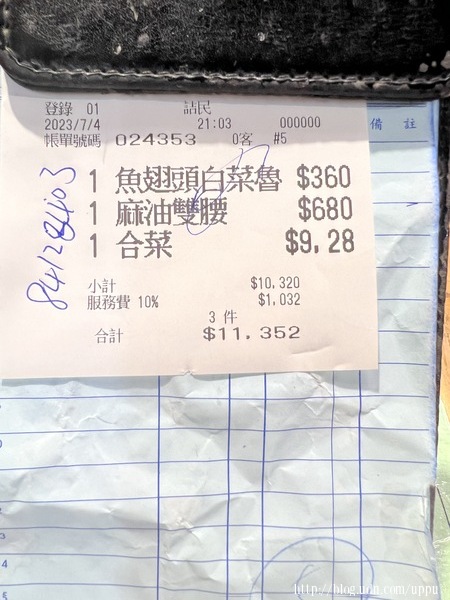 登錄 01 詰民
2023/7/4 21:03 000000
帳單號碼 024353 0客 #5
備 註
1 魚翅頭白菜魯 $360
1 麻油雙腰 $680
1 合菜 $9,28
小計 $10,320
服務費 10% $1,032
3 件
合計 $11,352
http://blog.udn.com/uppu